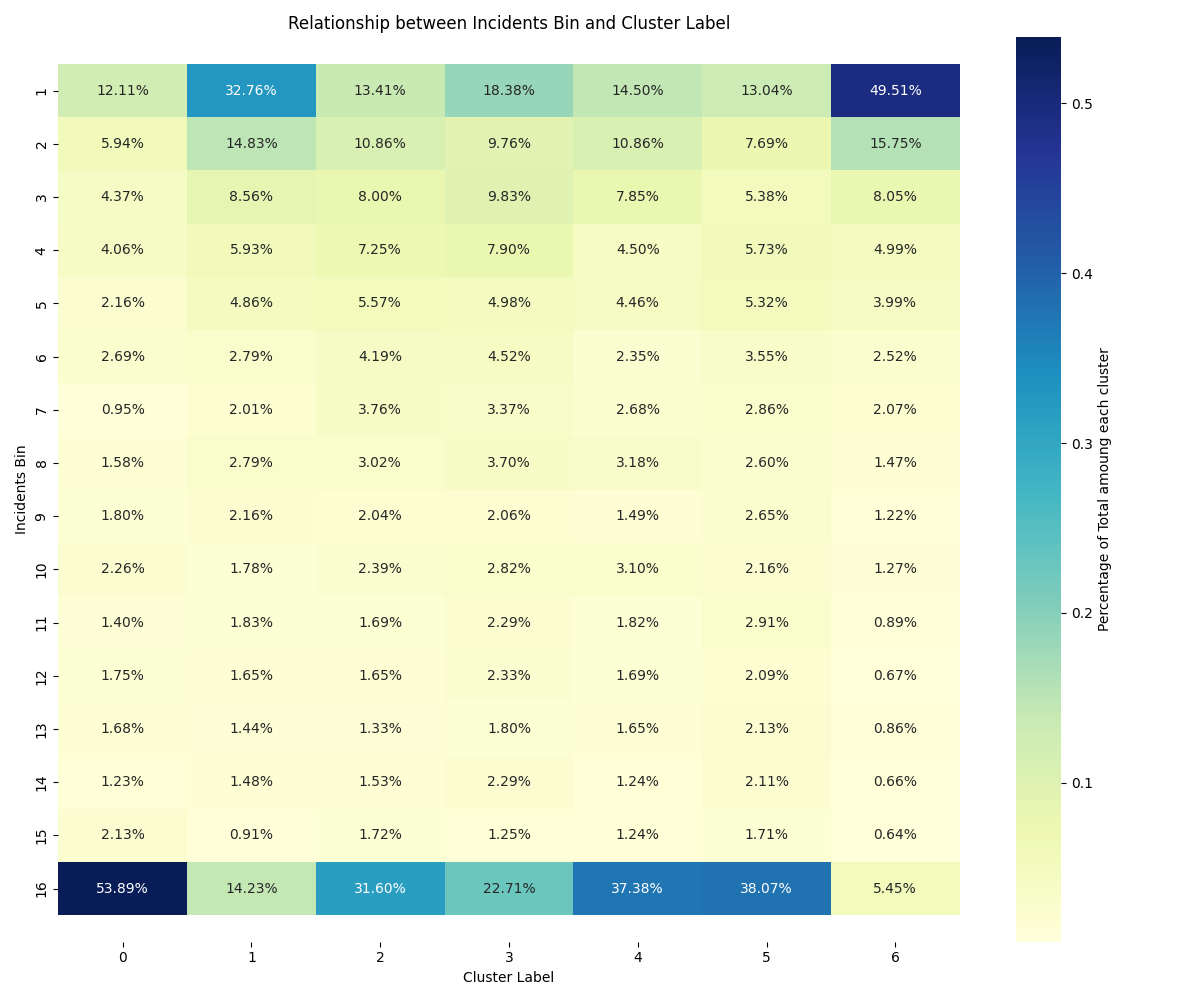 Relationship between Incidents Bin and Cluster Label
1 12.11% 32.76% 13.41% 18.38% 14.50% 13.04% 49.51%
2 5.94% 14.83% 10.86% 9.76% 10.86% 7.69% 15.75%
3 4.37% 8.56% 8.00% 9.83% 7.85% 5.38% 8.05%
4 4.06% 5.93% 7.25% 7.90% 4.50% 5.73% 4.99%
5 2.16% 4.86% 5.57% 4.98% 4.46% 5.32% 3.99%
6 2.69% 2.79% 4.19% 4.52% 2.35% 3.55% 2.52%
7 0.95% 2.01% 3.76% 3.37% 2.68% 2.86% 2.07%
8 1.58% 2.79% 3.02% 3.70% 3.18% 2.60% 1.47%
9 1.80% 2.16% 2.04% 2.06% 1.49% 2.65% 1.22%
10 2.26% 1.78% 2.39% 2.82% 3.10% 2.16% 1.27%
11 1.40% 1.83% 1.69% 2.29% 1.82% 2.91% 0.89%
12 1.75% 1.65% 1.65% 2.33% 1.69% 2.09% 0.67%
13 1.68% 1.44% 1.33% 1.80% 1.65% 2.13% 0.86%
14 1.23% 1.48% 1.53% 2.29% 1.24% 2.11% 0.66%
15 2.13% 0.91% 1.72% 1.25% 1.24% 1.71% 0.64%
16 53.89% 14.23% 31.60% 22.71% 37.38% 38.07% 5.45%
0 1 2 3 4 5 6
Cluster Label
Incidents Bin
0.5
0.4
0.3
0.2
0.1
Percentage of Total amoung each cluster